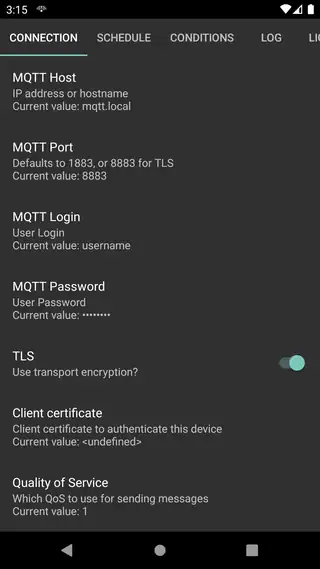 3:15
CONNECTION SCHEDULE CONDITIONS LOG LI
MQTT Host
IP address or hostname
Current value: mqtt.local
MQTT Port
Defaults to 1883, or 8883 for TLS
Current value: 8883
MQTT Login
User Login
Current value: username
MQTT Password
User Password
Current value: ••••••••
TLS
Use transport encryption?
Client certificate
Client certificate to authenticate this device
Current value: <undefined>
Quality of Service
Which QoS to use for sending messages
Current value: 1